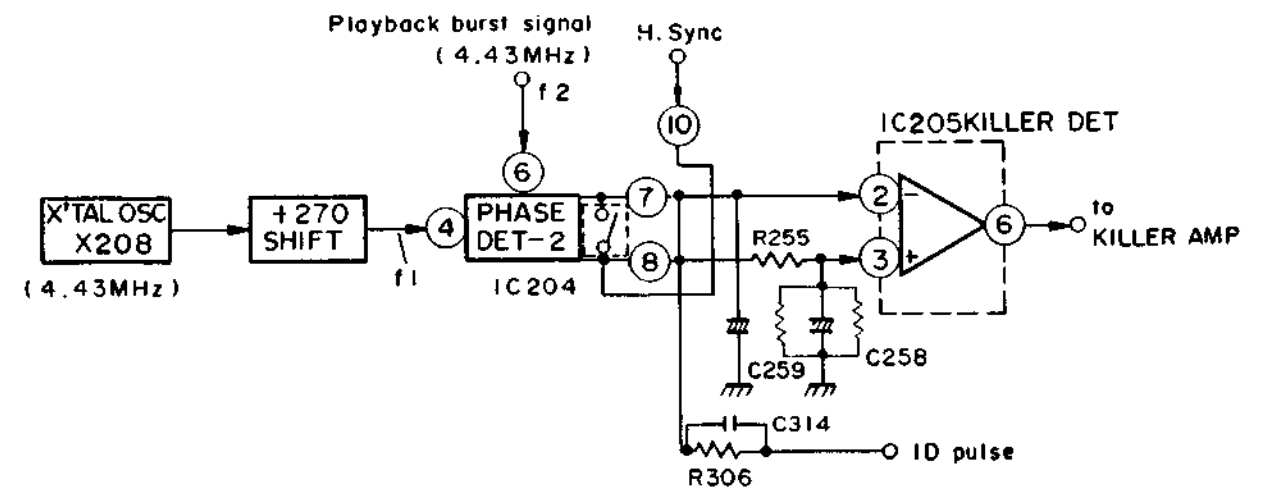 Playback burst signal
(4.43MHz)
f2
H.Sync
10
IC205KILLER DET
6
X'TAL OSC
X208
(4.43MHz)
+270
SHIFT
f1
4
PHASE
DET-2
IC204
7
8
R255
2
-
3
+
6
to
KILLER AMP
C259
C258
C314
R306
ID pulse